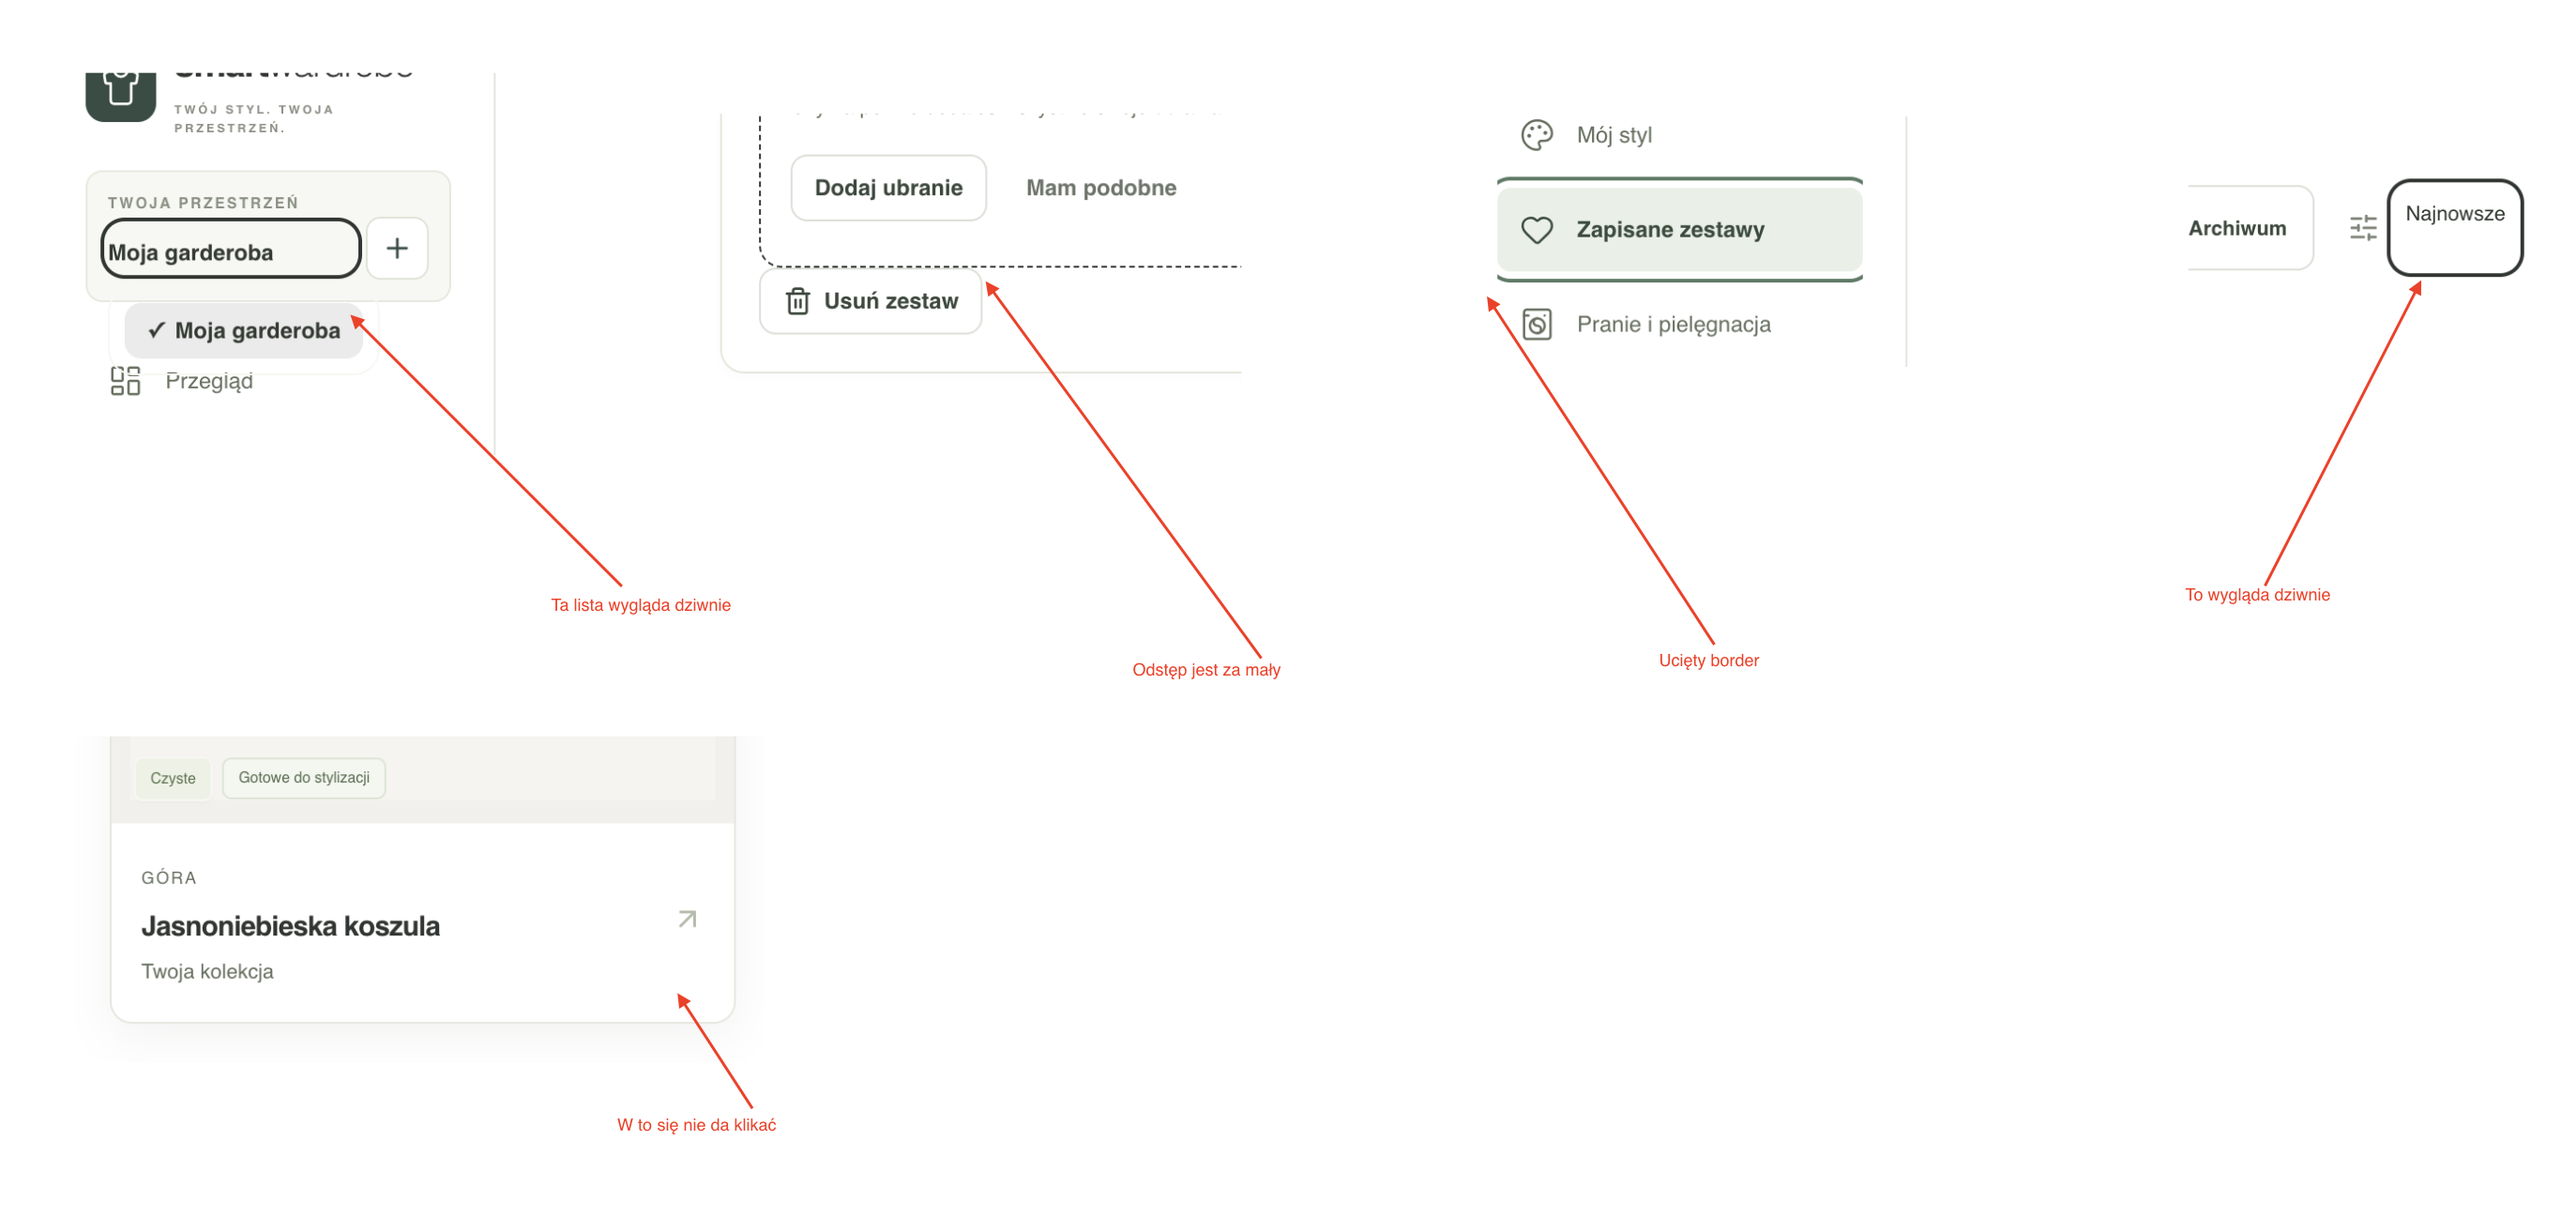 smartwardrobe
TWÓJ STYL. TWOJA
PRZESTRZEŃ.
TWOJA PRZESTRZEŃ
Moja garderoba
✓ Moja garderoba
Przegląd
Ta lista wygląda dziwnie
Dodaj ubranie
Mam podobne
Usuń zestaw
Odstęp jest za mały
Mój styl
Zapisane zestawy
Pranie i pielęgnacja
Ucięty border
Archiwum
Najnowsze
To wygląda dziwnie
Czyste
Gotowe do stylizacji
GÓRA
Jasnoniebieska koszula
Twoja kolekcja
W to się nie da klikać